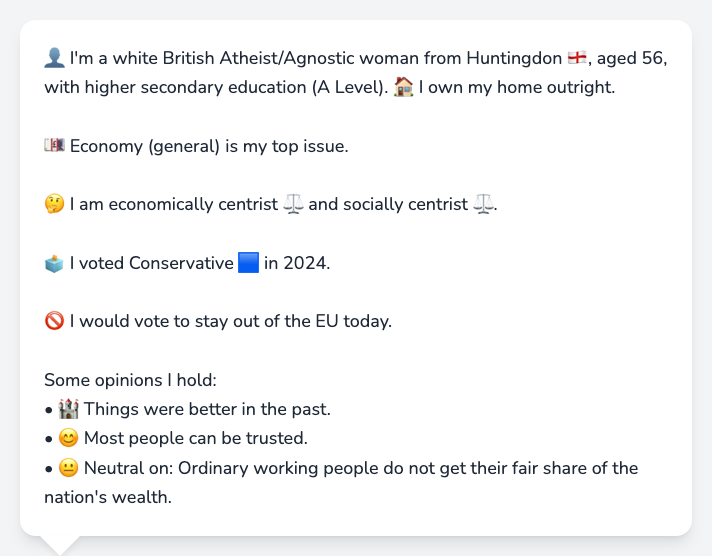 👤 I'm a white British Atheist/Agnostic woman from Huntingdon 🏴󠁧󠁢󠁥󠁮󠁧󠁿, aged 56,
with higher secondary education (A Level). 🏠 I own my home outright.
💷 Economy (general) is my top issue.
🤔 I am economically centrist ⚖️ and socially centrist ⚖️.
🗳️ I voted Conservative 🟦 in 2024.
🚫 I would vote to stay out of the EU today.
Some opinions I hold:
• 🏰 Things were better in the past.
• 😊 Most people can be trusted.
• 😐 Neutral on: Ordinary working people do not get their fair share of the
nation's wealth.